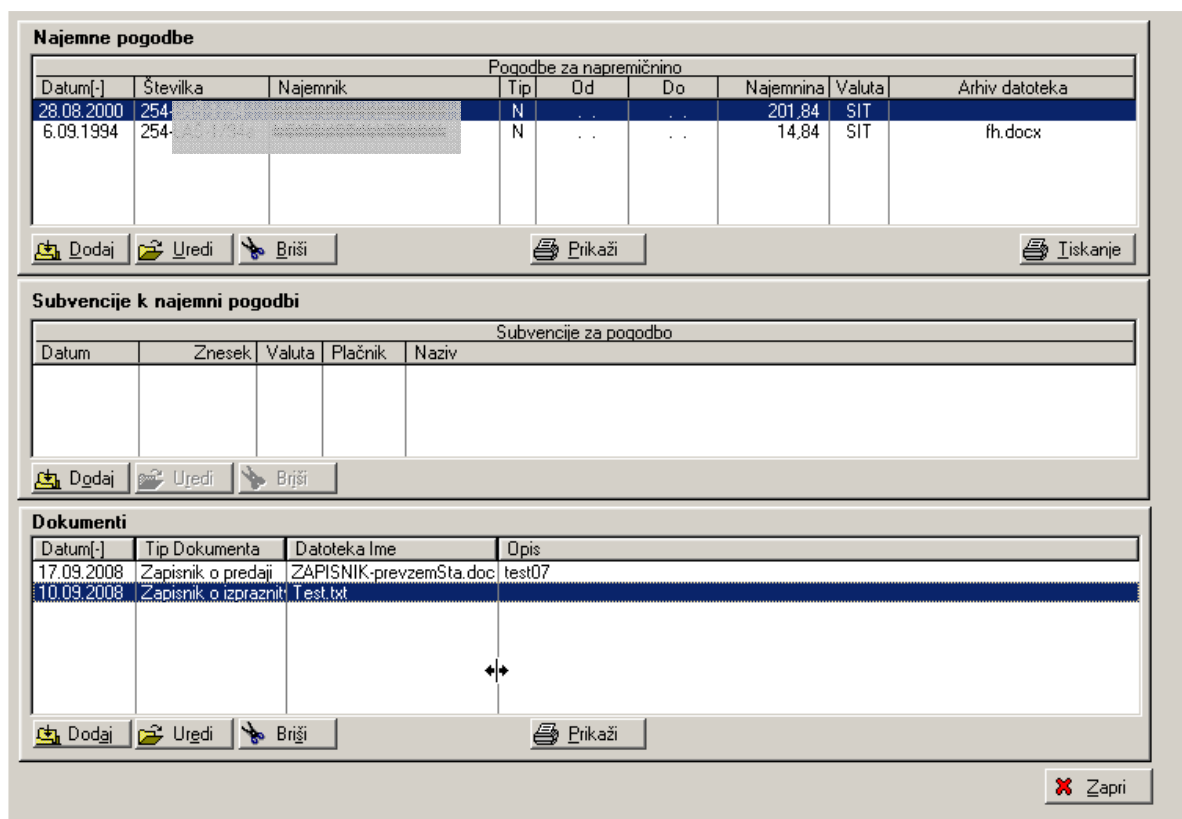 Najemne pogodbe
Pogodbe za napremičnino
Datum[-] Številka Najemnik Tip Od Do Najemnina Valuta Arhiv datoteka
28.08.2000 254- N . . . . 201,84 SIT
6.09.1994 254- N . . . . 14,84 SIT fh.docx
Dodaj Uredi Briši Prikaži Tiskanje
Subvencije k najemni pogodbi
Subvencije za pogodbo
Datum Znesek Valuta Plačnik Naziv
Dodaj Uredi Briši
Dokumenti
Datum[-] Tip Dokumenta Datoteka Ime Opis
17.09.2008 Zapisnik o predaji ZAPISNIK-prevzemSta.doc test07
10.09.2008 Zapisnik o izpraznit Test.txt
Dodaj Uredi Briši Prikaži
Zapri